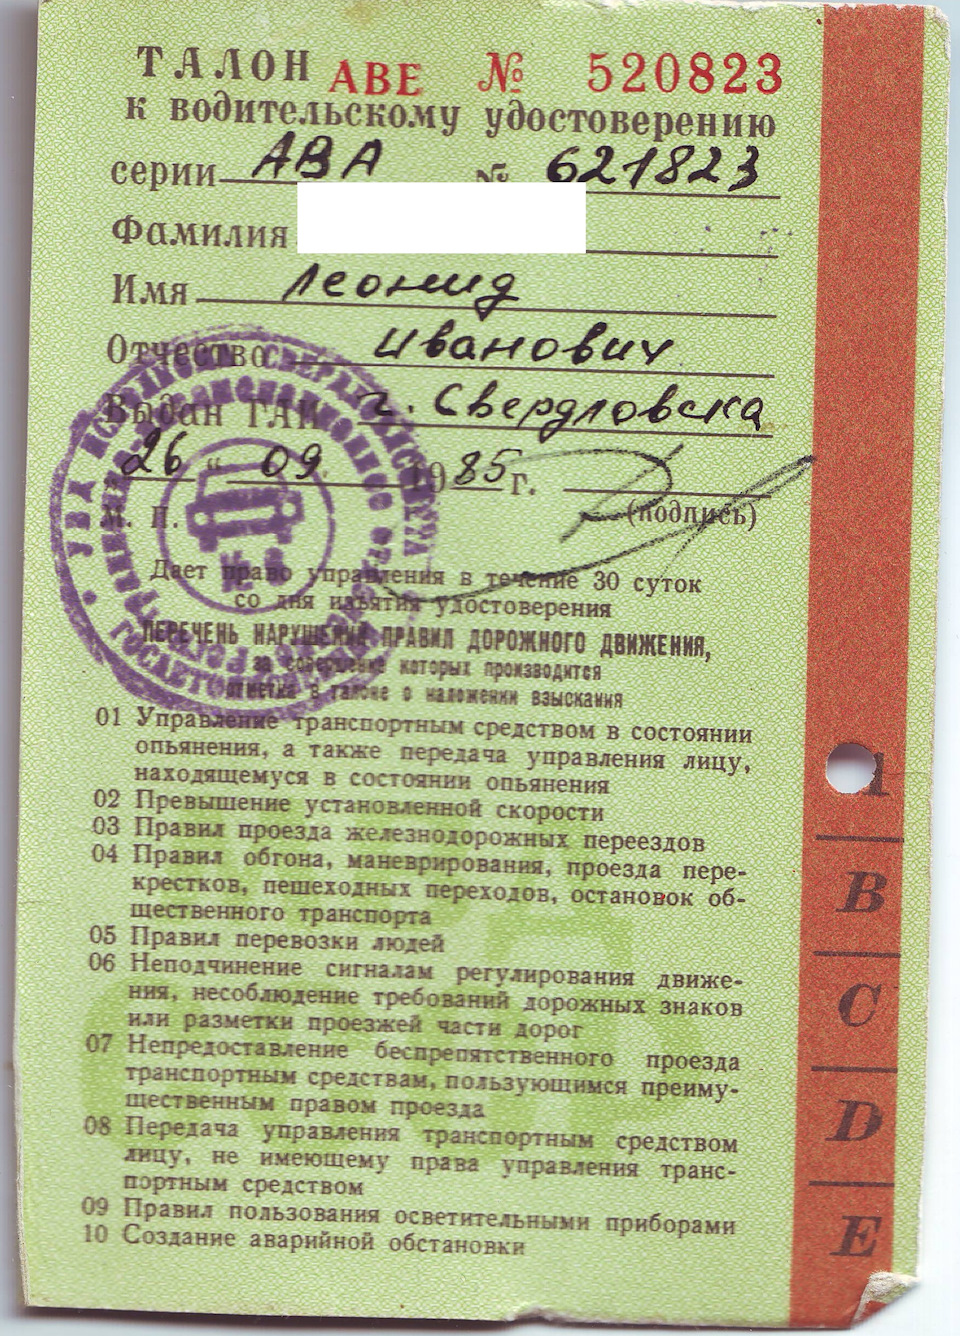 ТАЛОН АВЕ № 520823
к водительскому удостоверению
серии АВА № 621823
Фамилия
Имя Леонид
Отчество Иванович
Выдан ГАИ г. Свердловска
„26“ 09 1985 г.
М. П. (подпись)
Дает право управления в течение 30 суток
со дня изъятия удостоверения
ПЕРЕЧЕНЬ НАРУШЕНИЙ ПРАВИЛ ДОРОЖНОГО ДВИЖЕНИЯ,
за совершение которых производится
отметка в талоне о наложении взыскания
01 Управление транспортным средством в состоянии
опьянения, а также передача управления лицу,
находящемуся в состоянии опьянения
02 Превышение установленной скорости
03 Правил проезда железнодорожных переездов
04 Правил обгона, маневрирования, проезда пере-
крестков, пешеходных переходов, остановок об-
щественного транспорта
05 Правил перевозки людей
06 Неподчинение сигналам регулирования движе-
ния, несоблюдение требований дорожных знаков
или разметки проезжей части дорог
07 Непредоставление беспрепятственного проезда
транспортным средствам, пользующимся преиму-
щественным правом проезда
08 Передача управления транспортным средством
лицу, не имеющему права управления транс-
портным средством
09 Правил пользования осветительными приборами
10 Создание аварийной обстановки
B
C
D
E